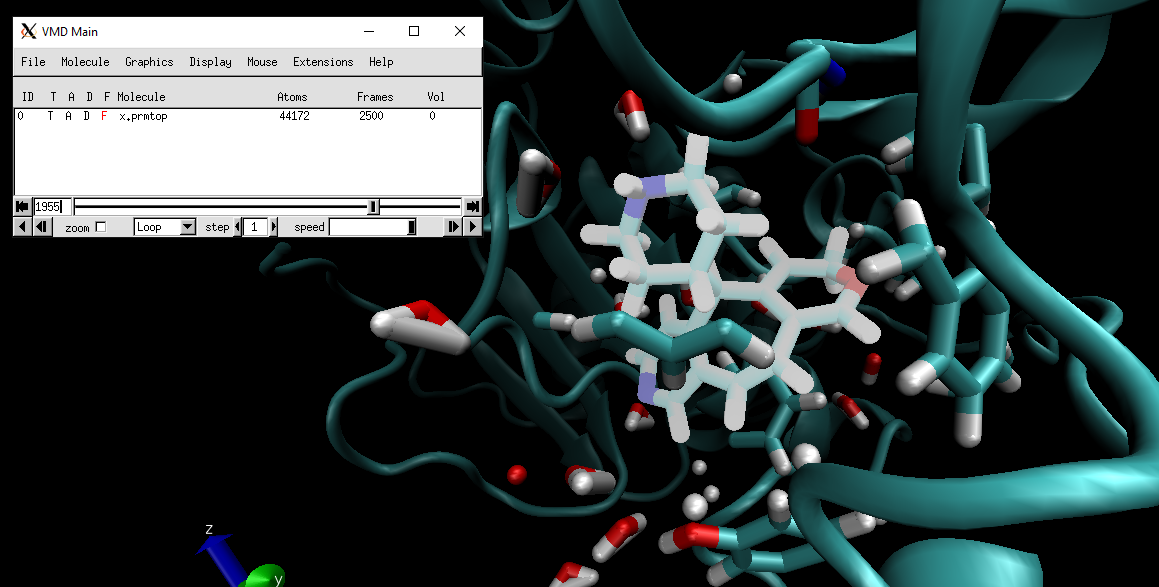 VMD Main
File Molecule Graphics Display Mouse Extensions Help
ID T A D F Molecule Atoms Frames Vol
0 T A D F x.prmtop 44172 2500 0
1955
zoom Loop step 1 speed
z
y